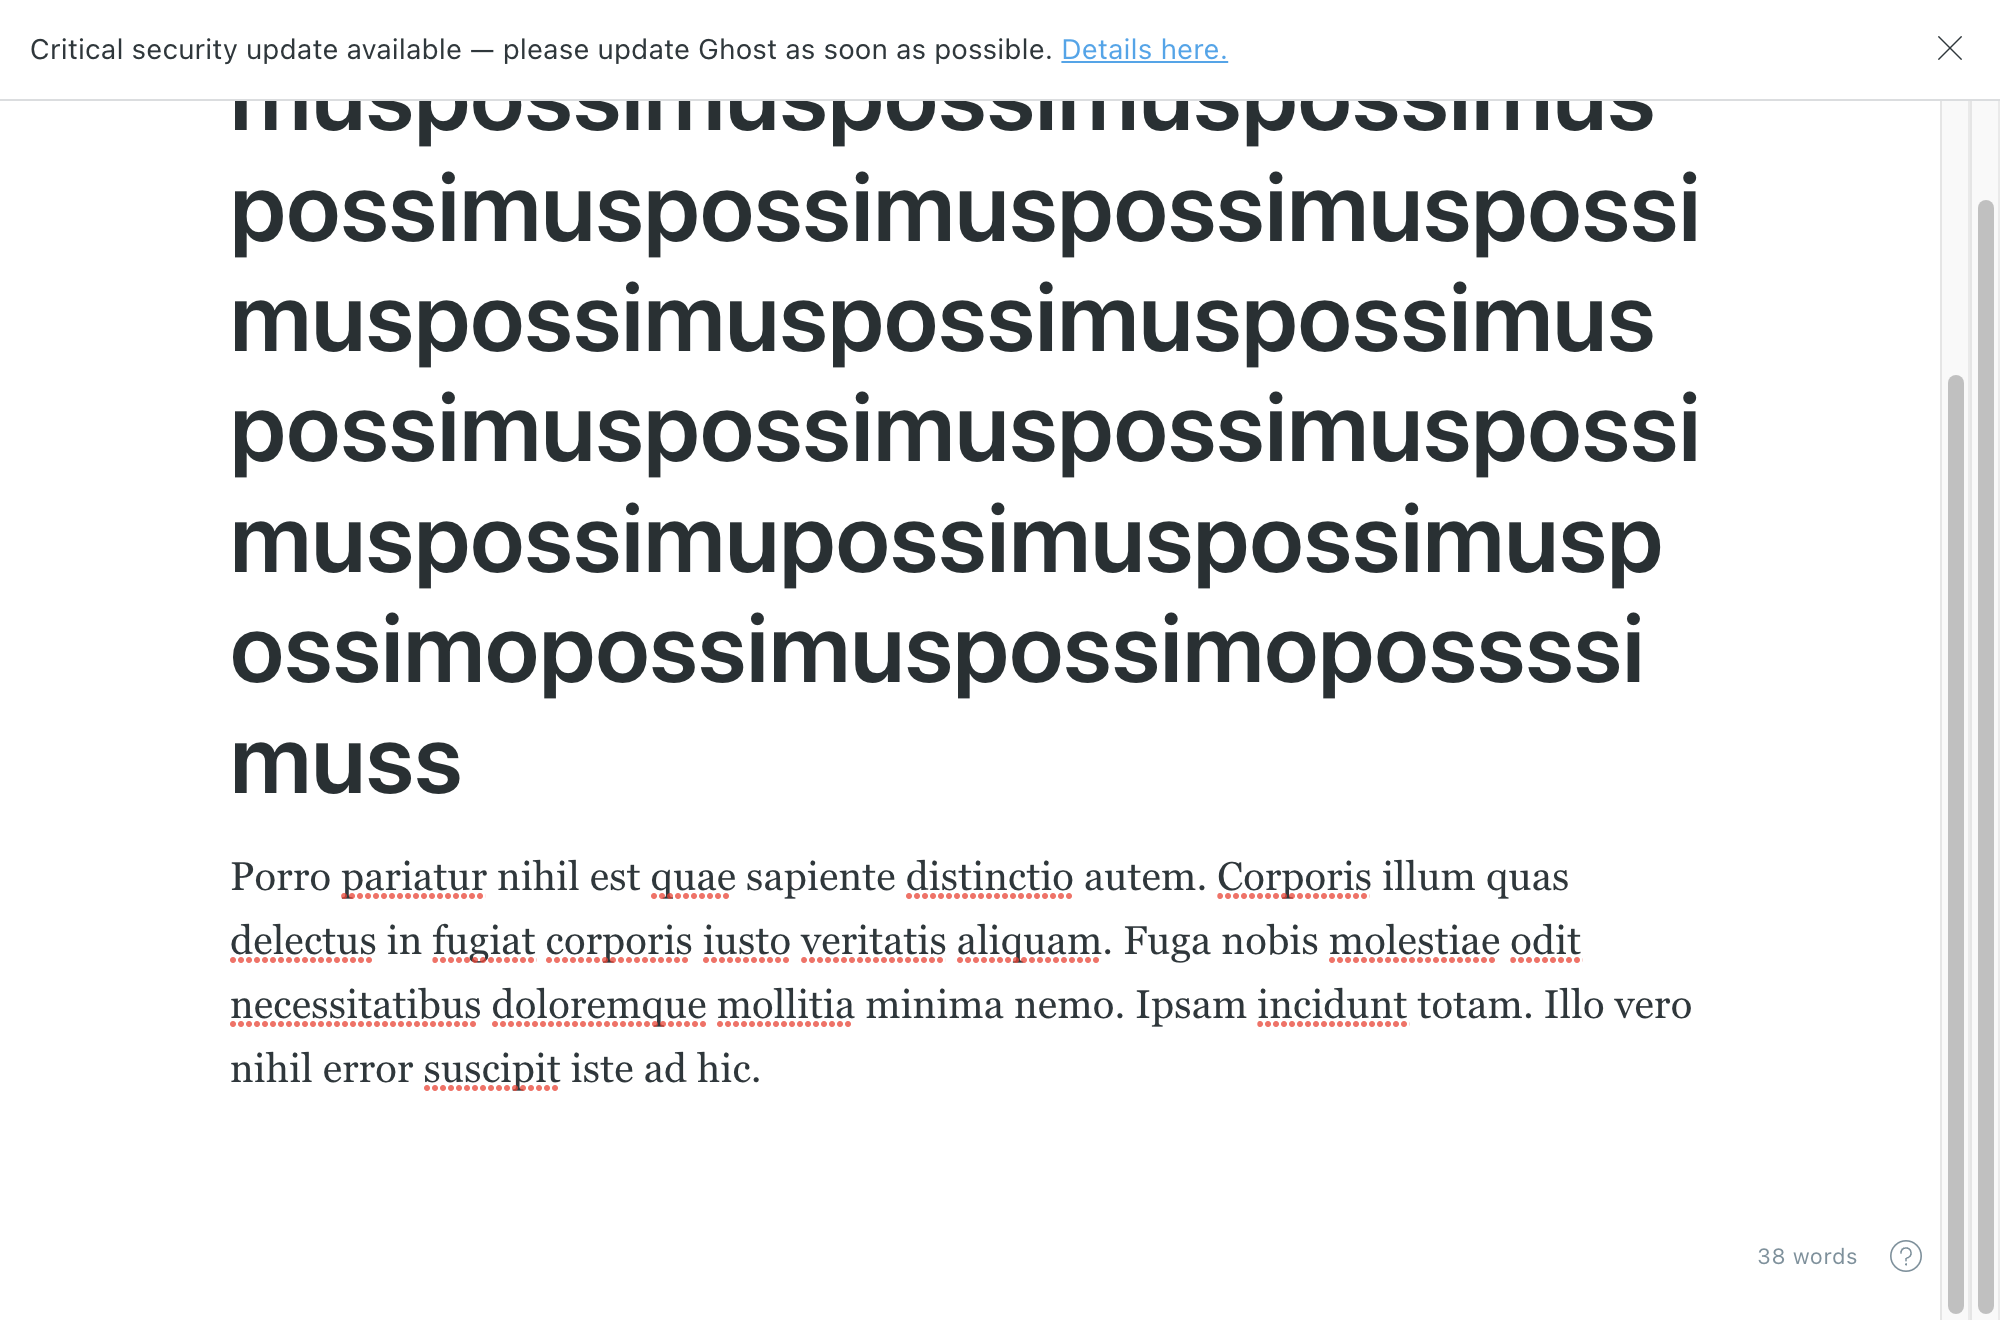 Critical security update available — please update Ghost as soon as possible. Details here.
muspossimuspossimuspossimus
possimuspossimuspossimuspossi
muspossimuspossimuspossimus
possimuspossimuspossimuspossi
muspossimupossimuspossimusp
ossimopossimuspossimopossssi
muss
Porro pariatur nihil est quae sapiente distinctio autem. Corporis illum quas
delectus in fugiat corporis iusto veritatis aliquam. Fuga nobis molestiae odit
necessitatibus doloremque mollitia minima nemo. Ipsam incidunt totam. Illo vero
nihil error suscipit iste ad hic.
38 words ?